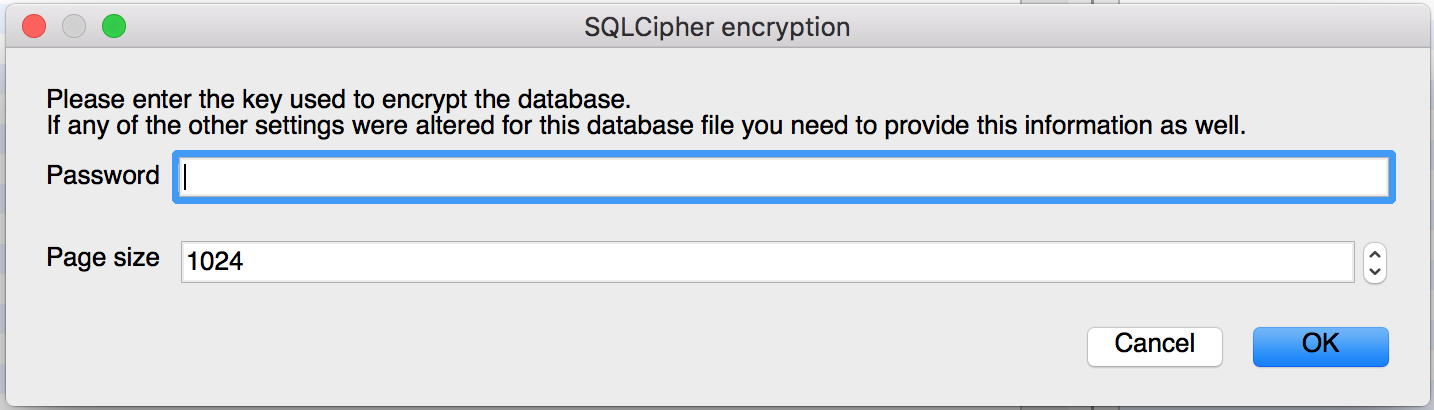 SQLCipher encryption
Please enter the key used to encrypt the database.
If any of the other settings were altered for this database file you need to provide this information as well.
Password
Page size 1024
Cancel OK